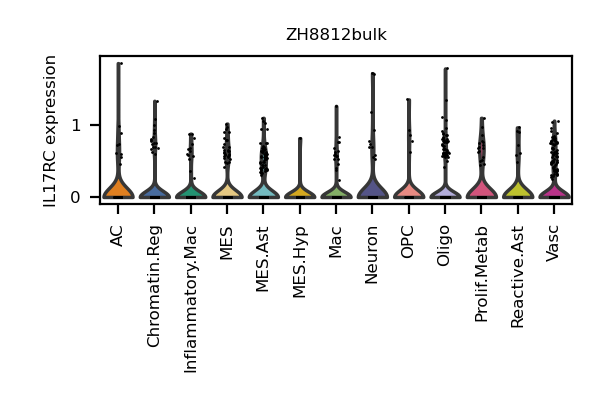 ZH8812bulk
IL17RC expression
1
0
AC
Chromatin.Reg
Inflammatory.Mac
MES
MES.Ast
MES.Hyp
Mac
Neuron
OPC
Oligo
Prolif.Metab
Reactive.Ast
Vasc